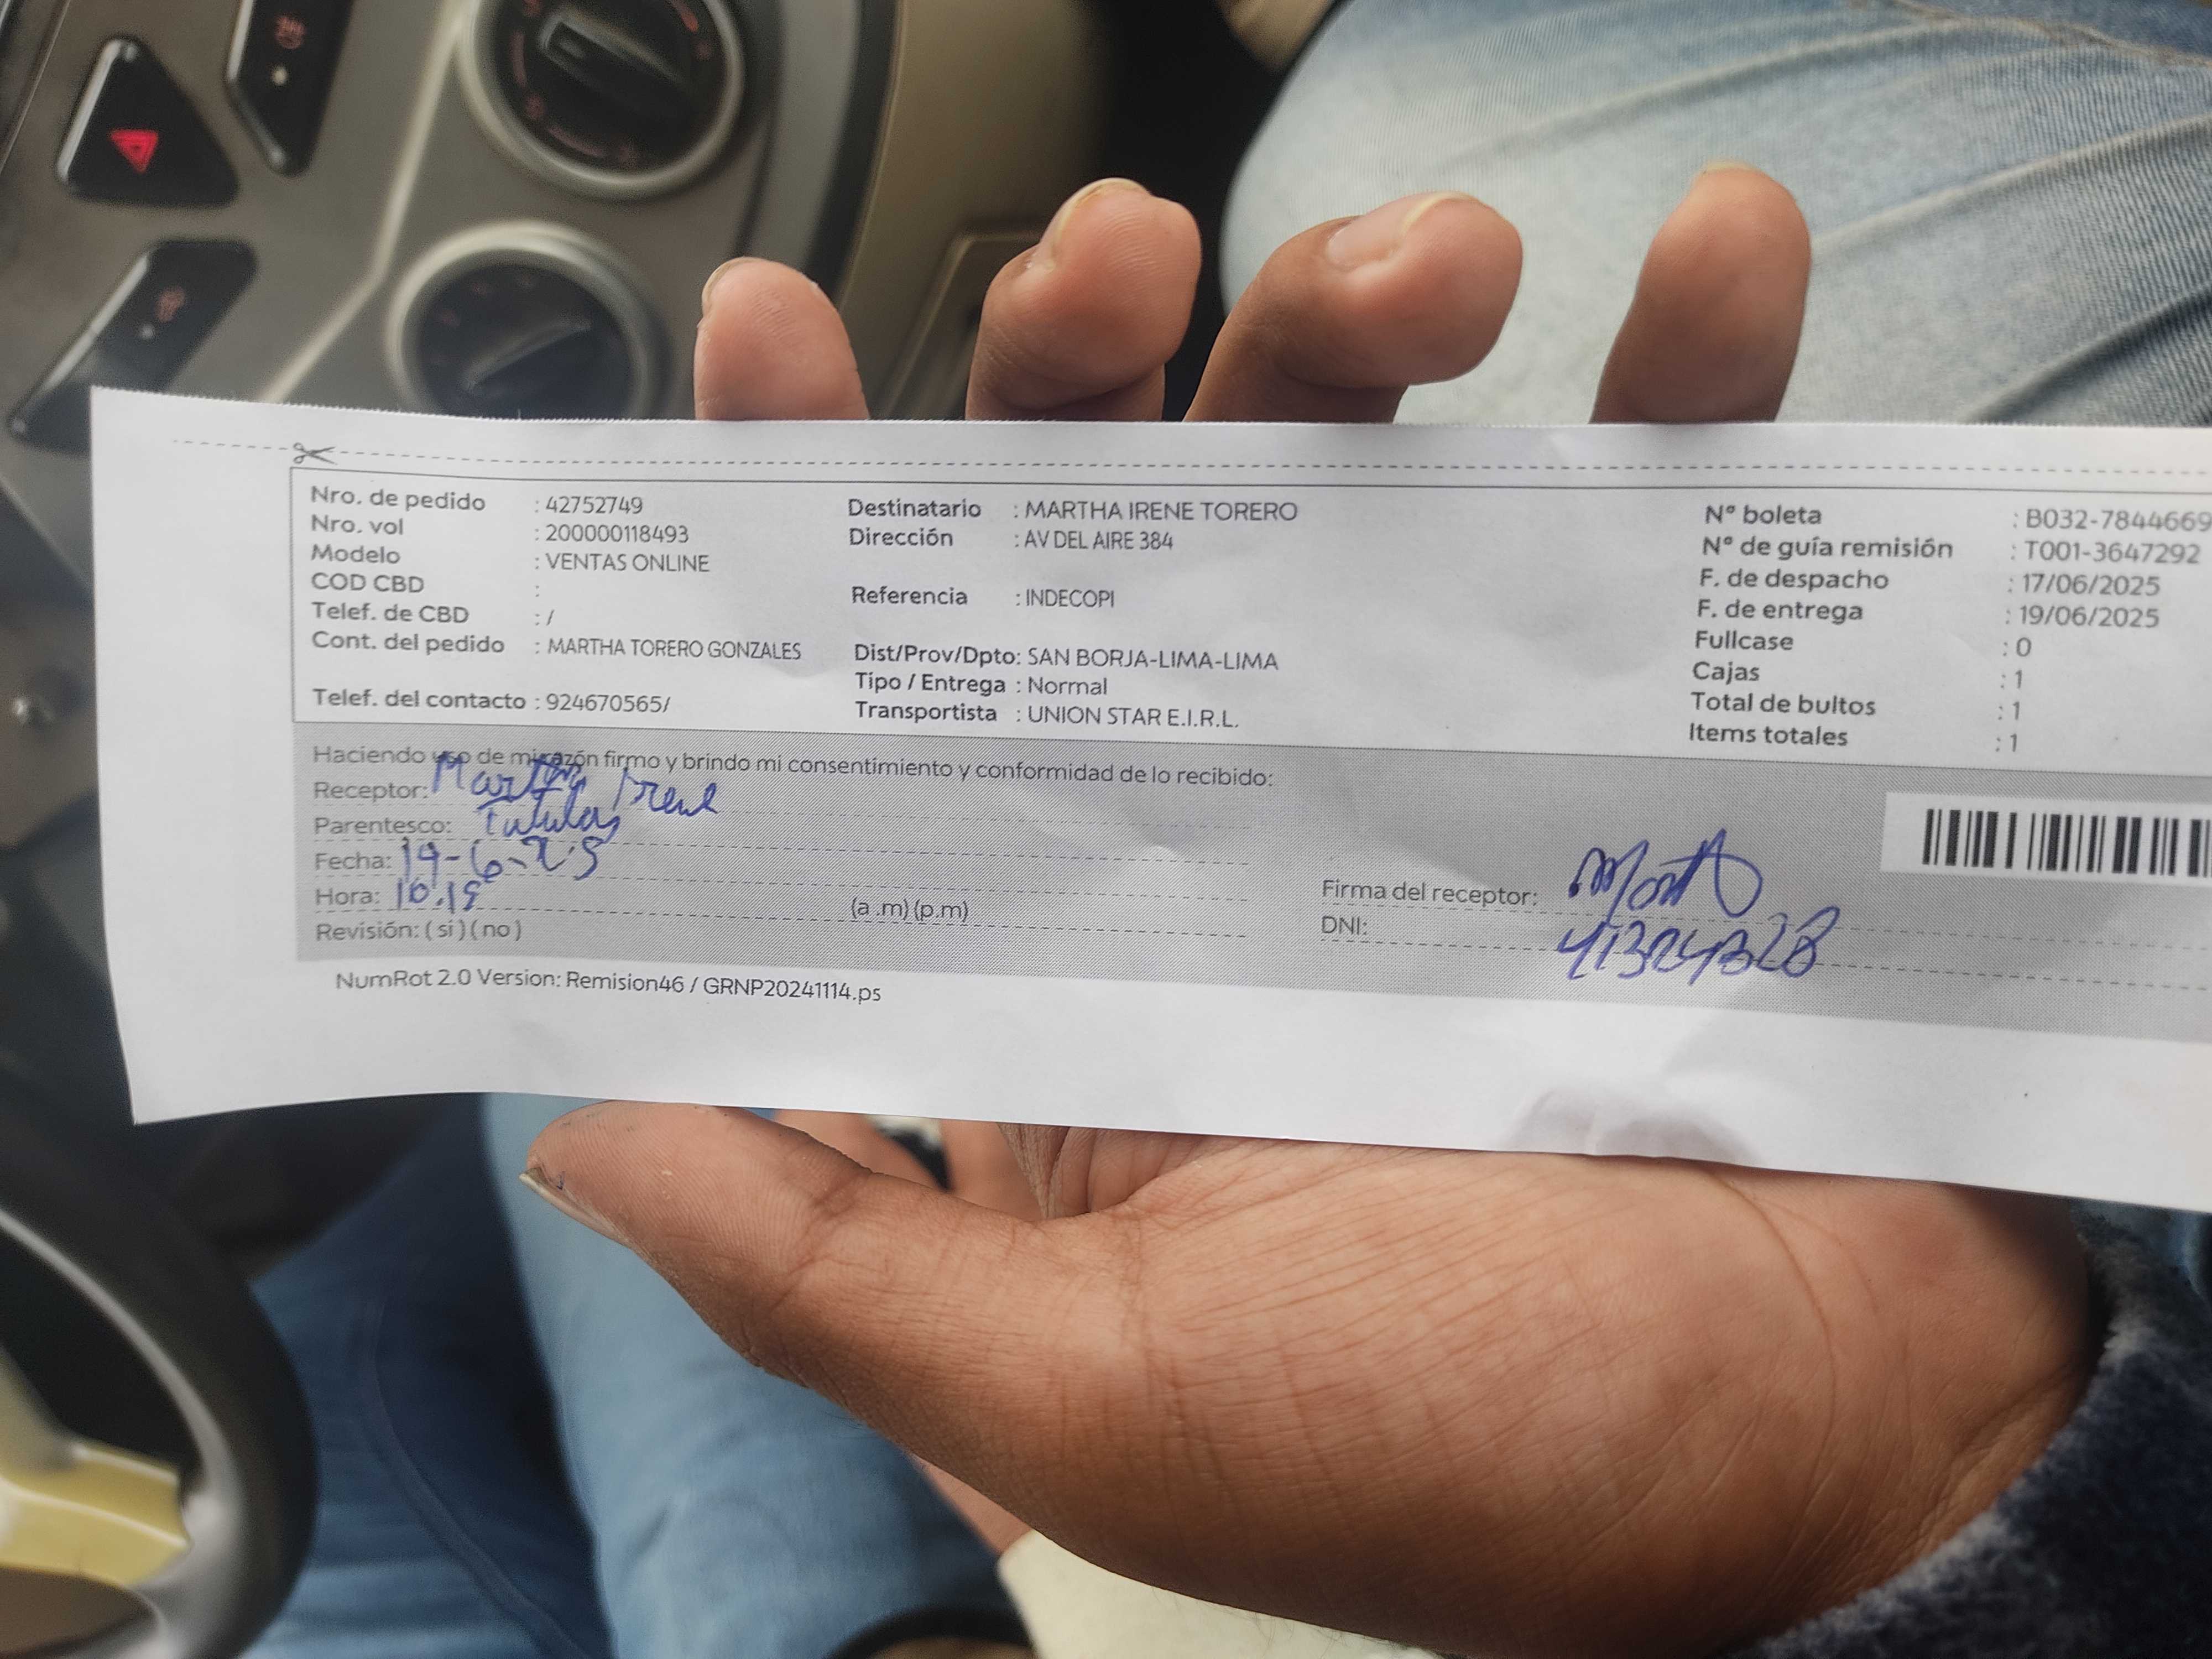 Nro. de pedido : 42752749
Nro. vol : 200000118493
Modelo : VENTAS ONLINE
COD CBD :
Telef. de CBD : /
Cont. del pedido : MARTHA TORERO GONZALES
Telef. del contacto : 924670565/
Destinatario : MARTHA IRENE TORERO
Dirección : AV DEL AIRE 384
Referencia : INDECOPI
Dist/Prov/Dpto: SAN BORJA-LIMA-LIMA
Tipo / Entrega : Normal
Transportista : UNION STAR E.I.R.L.
Nº boleta : B032-7844669
Nº de guía remisión : T001-3647292
F. de despacho : 17/06/2025
F. de entrega : 19/06/2025
Fullcase : 0
Cajas : 1
Total de bultos : 1
Items totales : 1
Haciendo uso de mi razón firmo y brindo mi consentimiento y conformidad de lo recibido:
Receptor: Martha Irene
Parentesco: Titular
Fecha: 19-6-25
Hora: 10:19 (a .m) (p.m)
Revisión: ( si ) ( no )
Firma del receptor:
DNI:
NumRot 2.0 Version: Remision46 / GRNP20241114.ps